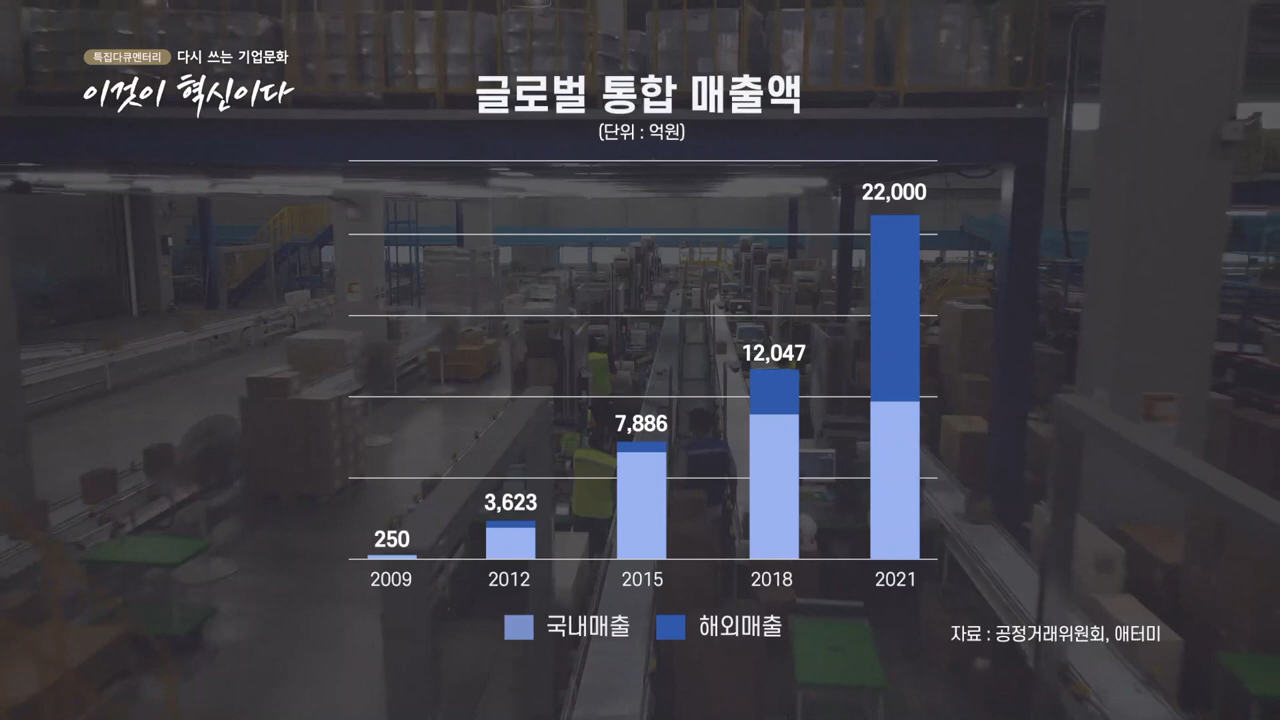 특집다큐멘터리 다시 쓰는 기업문화
이것이 혁신이다
글로벌 통합 매출액
(단위 : 억원)
22,000
12,047
7,886
3,623
250
2009 2012 2015 2018 2021
국내매출 해외매출
자료 : 공정거래위원회, 애터미